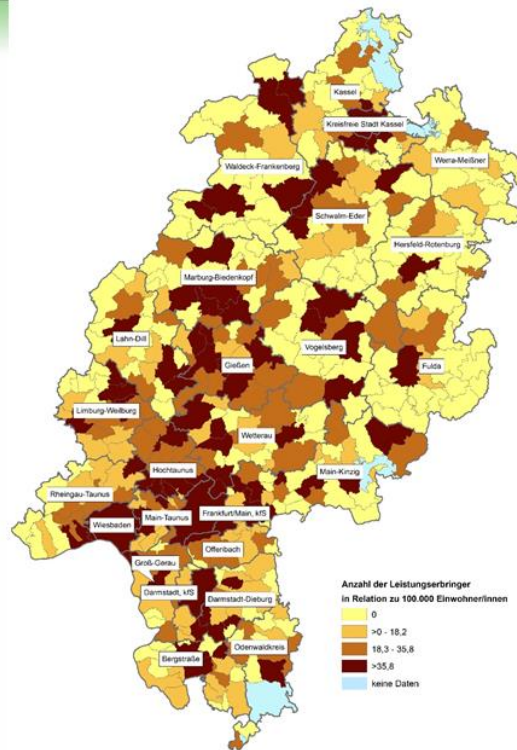 Kassel
Kreisfreie Stadt Kassel
Werra-Meißner
Waldeck-Frankenberg
Schwalm-Eder
Hersfeld-Rotenburg
Marburg-Biedenkopf
Lahn-Dill
Vogelsberg
Gießen
Fulda
Limburg-Weilburg
Wetterau
Hochtaunus
Main-Kinzig
Rheingau-Taunus
Main-Taunus
Frankfurt/Main, kfS
Wiesbaden
Offenbach
Groß-Gerau
Darmstadt, kfS
Darmstadt-Dieburg
Odenwaldkreis
Bergstraße
Anzahl der Leistungserbringer
in Relation zu 100.000 Einwohner/innen
0
>0 - 18,2
18,3 - 35,8
>35,8
keine Daten